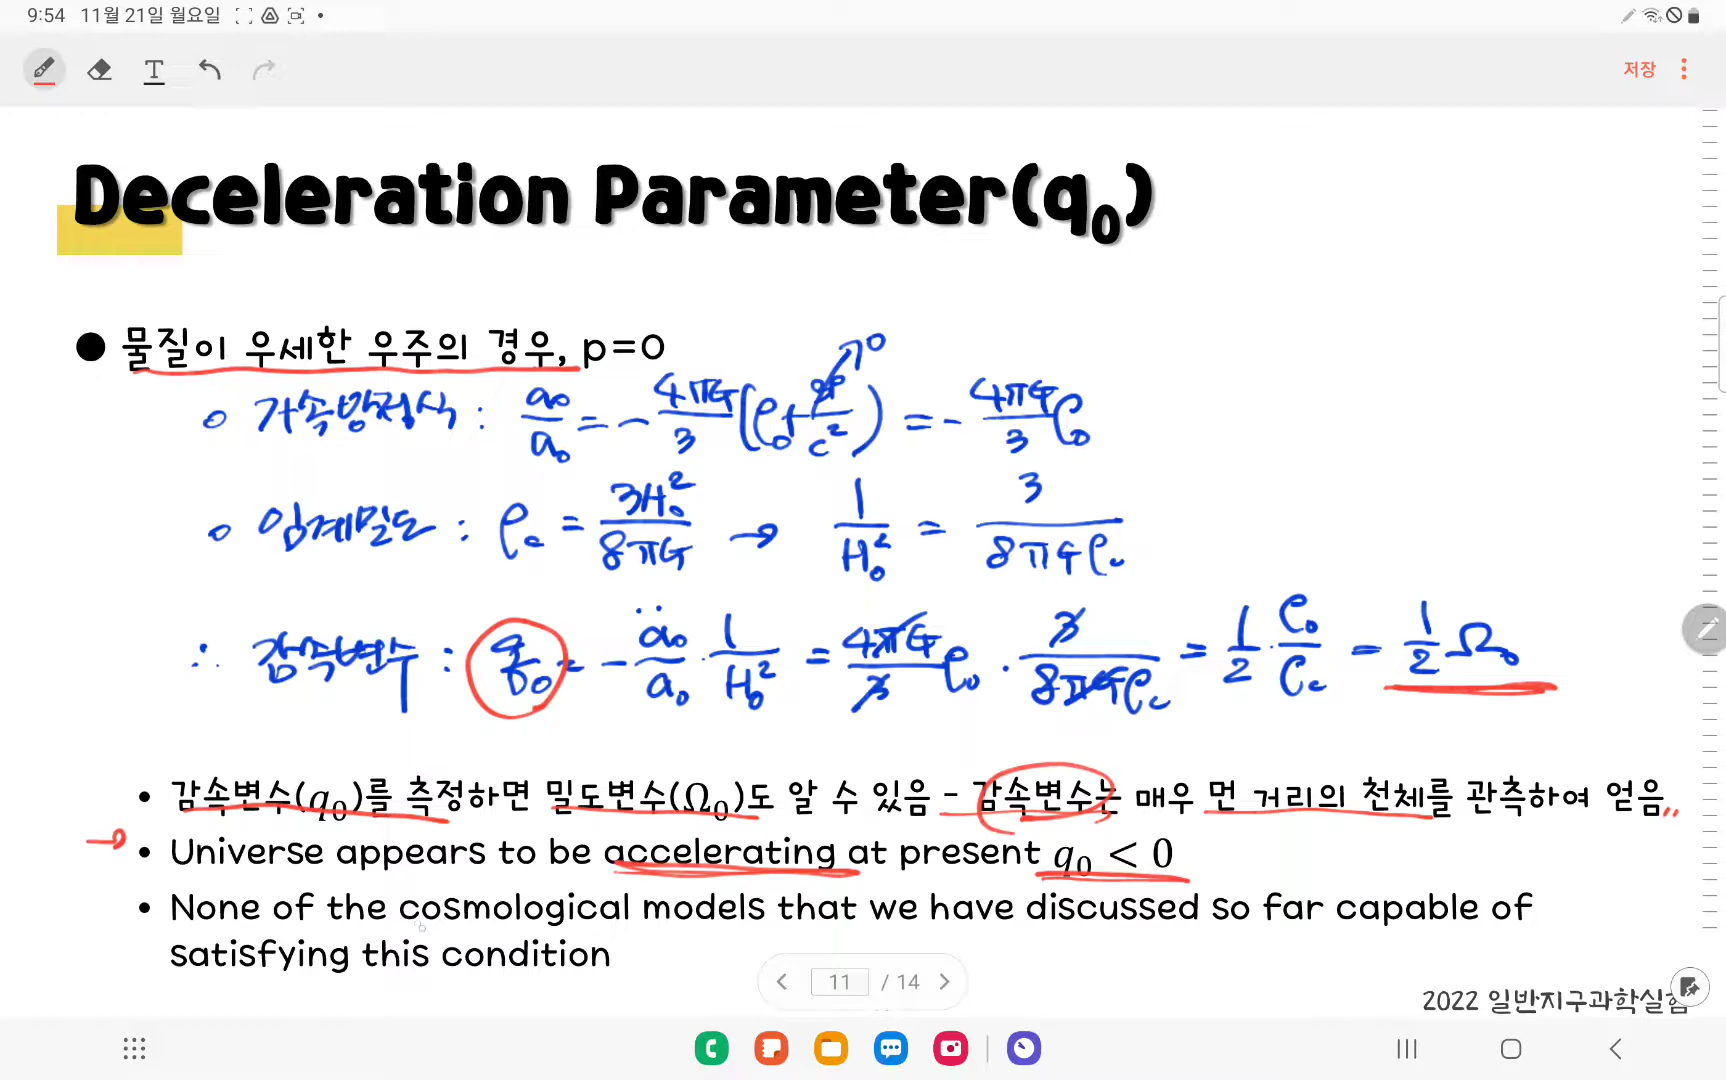 9:54 11월 21일 월요일
저장
Deceleration Parameter(q₀)
● 물질이 우세한 우주의 경우, p=0
○ 가속방정식 : a₀/a₀ = -4πG/3 (ρ₀ + 3p/c²) = -4πG/3 ρ₀
0
○ 임계밀도 : ρc = 3H₀²/8πG → 1/H₀² = 3/8πGρc
∴ 감속변수 : q₀ = -ä₀/a₀ · 1/H₀² = 4πG/3 ρ₀ · 3/8πGρc = 1/2 · ρ₀/ρc = 1/2 Ω₀
• 감속변수(q₀)를 측정하면 밀도변수(Ω₀)도 알 수 있음 - 감속변수는 매우 먼 거리의 천체를 관측하여 얻음
• Universe appears to be accelerating at present q₀ < 0
• None of the cosmological models that we have discussed so far capable of
satisfying this condition
11 / 14
2022 일반지구과학실험